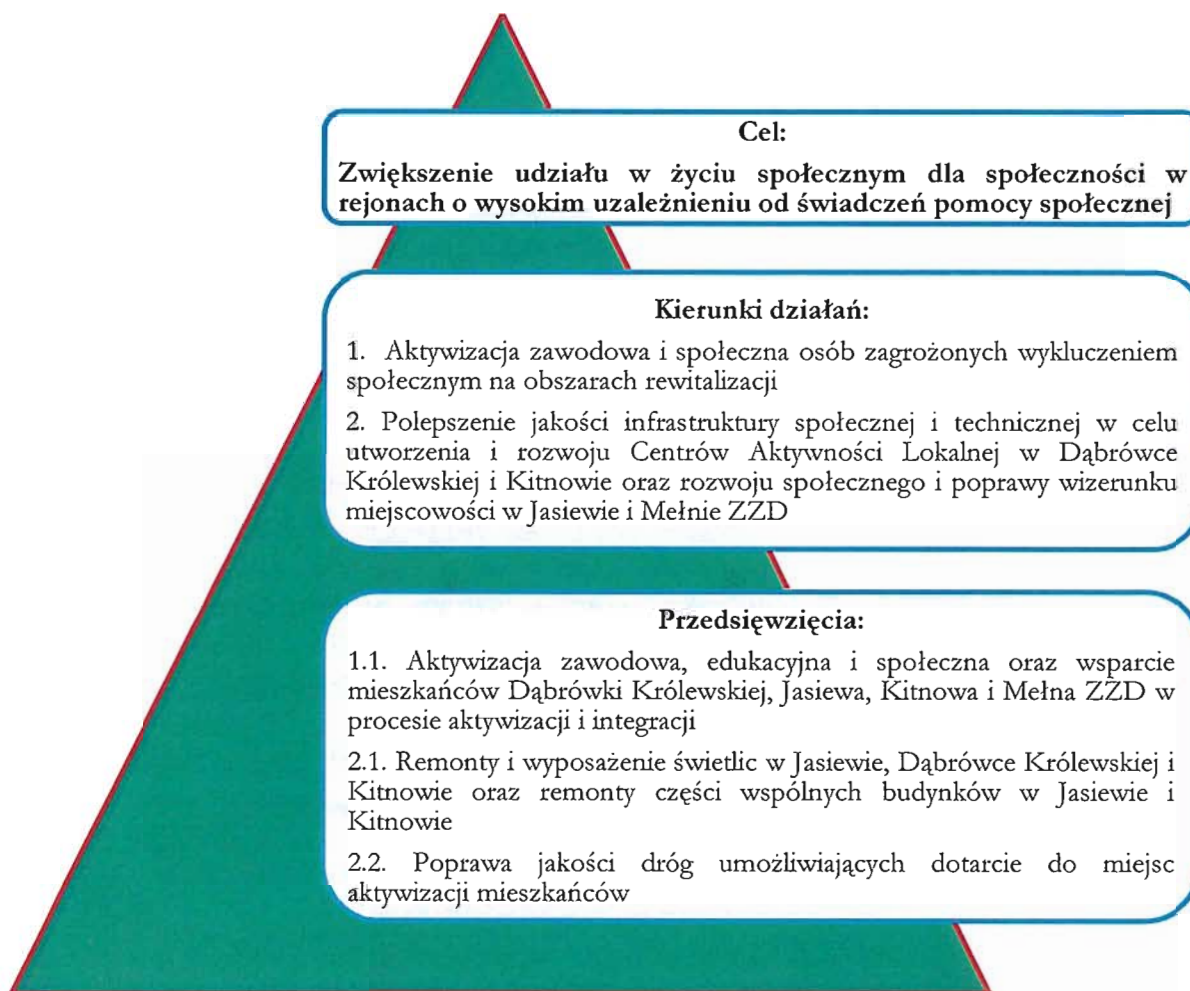 Cel:
Zwiększenie udziału w życiu społecznym dla społeczności w
rejonach o wysokim uzależnieniu od świadczeń pomocy społecznej
Kierunki działań:
1. Aktywizacja zawodowa i społeczna osób zagrożonych wykluczeniem
społecznym na obszarach rewitalizacji
2. Polepszenie jakości infrastruktury społecznej i technicznej w celu
utworzenia i rozwoju Centrów Aktywności Lokalnej w Dąbrówce
Królewskiej i Kitnowie oraz rozwoju społecznego i poprawy wizerunku
miejscowości w Jasiewie i Mełnie ZZD
Przedsięwzięcia:
1.1. Aktywizacja zawodowa, edukacyjna i społeczna oraz wsparcie
mieszkańców Dąbrówki Królewskiej, Jasiewa, Kitnowa i Mełna ZZD w
procesie aktywizacji i integracji
2.1. Remonty i wyposażenie świetlic w Jasiewie, Dąbrówce Królewskiej i
Kitnowie oraz remonty części wspólnych budynków w Jasiewie i
Kitnowie
2.2. Poprawa jakości dróg umożliwiających dotarcie do miejsc
aktywizacji mieszkańców